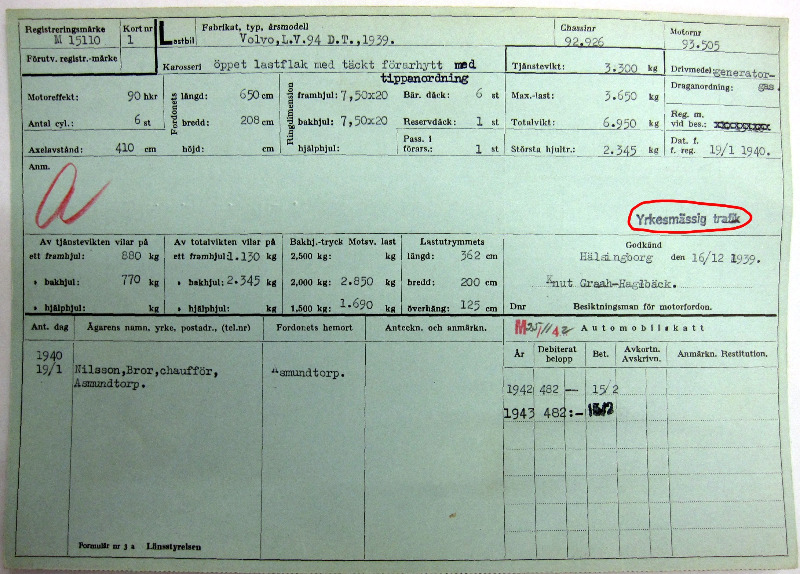 Registreringsmärke Kort nr Lastbil Fabrikat, typ, årsmodell Chassinr Motornr
M 15110 1 Volvo,L.V.94 D.T.,1939. 92.926 93.505
Förutv. registr.-märke Karosseri öppet lastflak med täckt förarhytt med
tippanordning
Tjänstevikt: 3.300 kg Drivmedel generator-
gas.
Motoreffekt: 90 hkr Fordonets längd: 650 cm Ringdimension framhjul: 7,50x20 Bär. däck: 6 st Max.-last: 3.650 kg Draganordning:
Antal cyl.: 6 st bredd: 208 cm bakhjul: 7,50x20 Reservdäck: 1 st Totalvikt: 6.950 kg Reg. m. vid bes.:
Axelavstånd: 410 cm höjd: cm hjälphjul: Pass. i förars.: 1 st Största hjultr.: 2.345 kg Dat. f. f. reg. 19/1 1940.
Anm.
a
Yrkesmässig trafik
Av tjänstevikten vilar på Av totalvikten vilar på Bakhj.-tryck Motsv. last Lastutrymmets Godkänd
ett framhjul: 880 kg ett framhjul: 1.130 kg 2,500 kg: kg längd: 362 cm Hälsingborg den 16/12 1939.
» bakhjul: 770 kg » bakhjul: 2.345 kg 2,000 kg: 2.850 kg bredd: 200 cm Knut Graah-Hagibäck.
» hjälphjul: kg » hjälphjul: kg 1,500 kg: 1.690 kg överhäng: 125 cm Dnr Besiktningsman för motorfordon.
Ant. dag Ägarens namn, yrke, postadr., (tel.nr) Fordonets hemort Anteckn. och anmärkn. M 25/11 42 Automobilskatt
År Debiterat belopp Bet. Avkortn. Avskrivn. Anmärkn. Restitution.
1940
19/1 Nilsson,Bror,chaufför, Asmundtorp.
Asmundtorp.
1942 482 — 15/2
1943 482:- 15/2
Formulär nr 3 a Länsstyrelsen